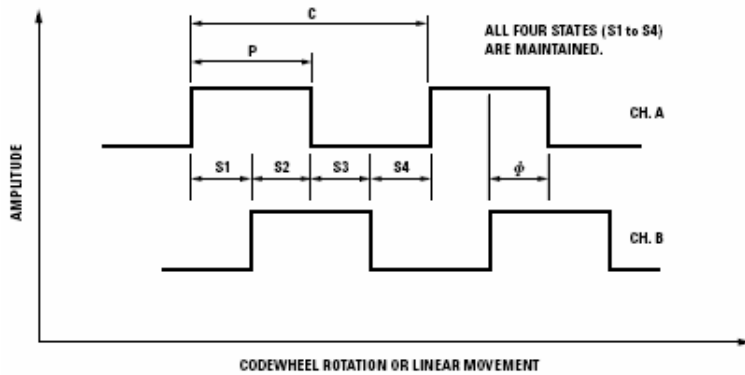 C
ALL FOUR STATES (S1 to S4)
ARE MAINTAINED.
P
CH. A
AMPLITUDE
S1 S2 S3 S4 ϕ
CH. B
CODEWHEEL ROTATION OR LINEAR MOVEMENT